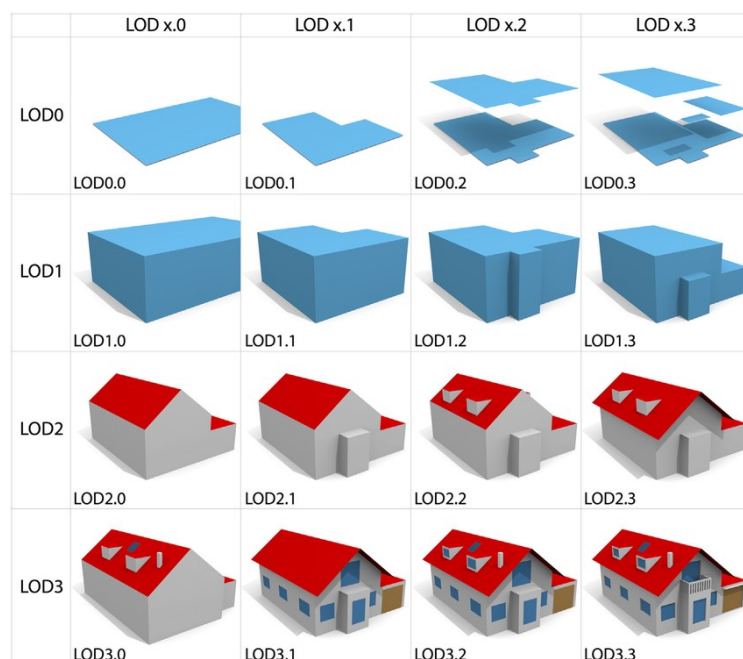 LOD x.0 LOD x.1 LOD x.2 LOD x.3
LOD0
LOD0.0 LOD0.1 LOD0.2 LOD0.3
LOD1
LOD1.0 LOD1.1 LOD1.2 LOD1.3
LOD2
LOD2.0 LOD2.1 LOD2.2 LOD2.3
LOD3
LOD3.0 LOD3.1 LOD3.2 LOD3.3